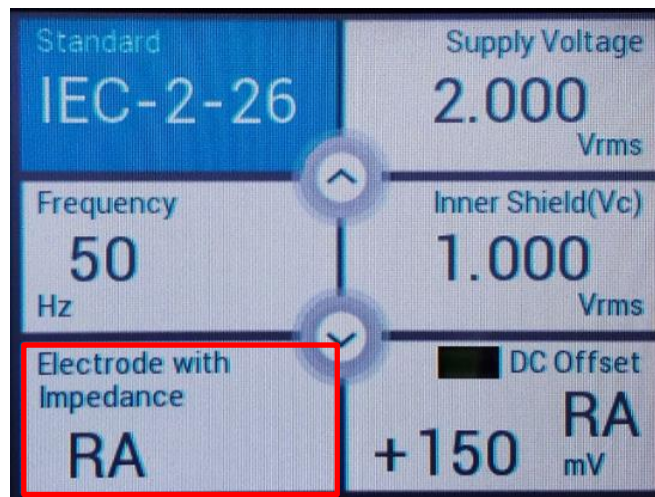 Standard
IEC-2-26
Supply Voltage
2.000
Vrms
Frequency
50
Hz
Inner Shield(Vc)
1.000
Vrms
Electrode with
Impedance
RA
DC Offset
RA
+150
mV